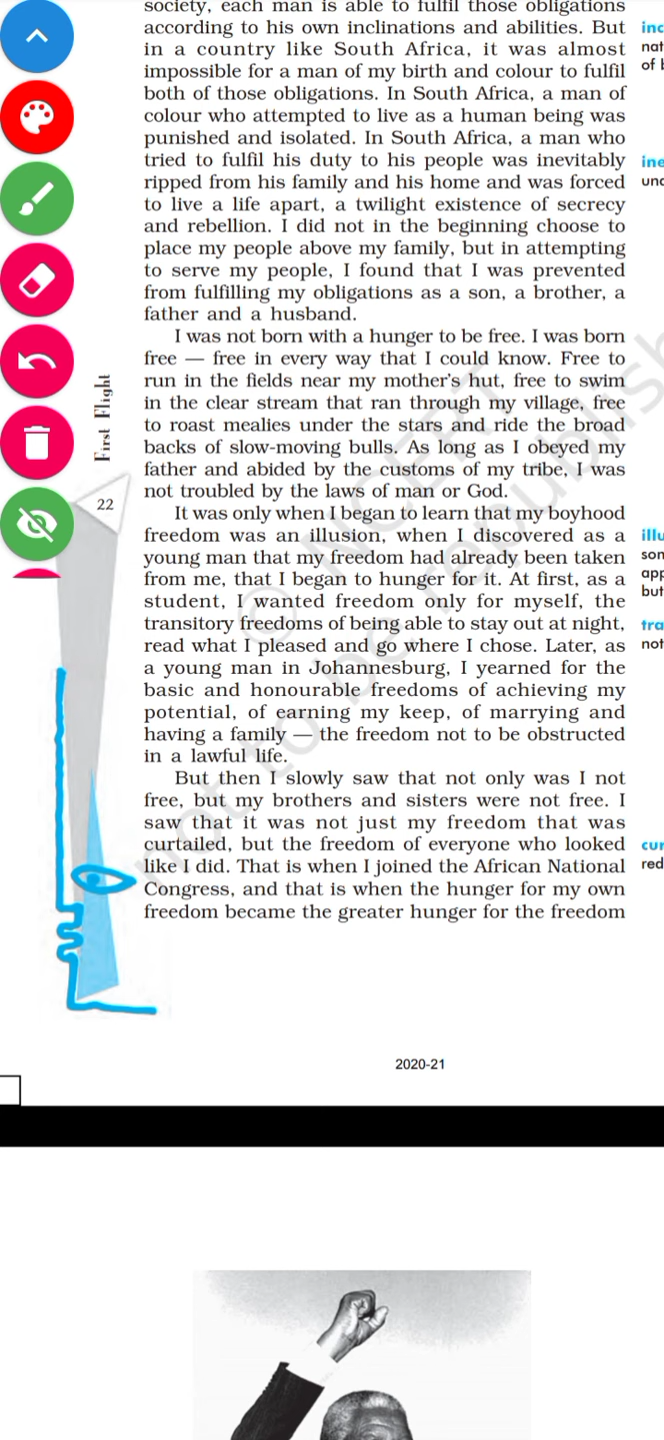 society, each man is able to fulfil those obligations
according to his own inclinations and abilities. But
in a country like South Africa, it was almost
impossible for a man of my birth and colour to fulfil
both of those obligations. In South Africa, a man of
colour who attempted to live as a human being was
punished and isolated. In South Africa, a man who
tried to fulfil his duty to his people was inevitably
ripped from his family and his home and was forced
to live a life apart, a twilight existence of secrecy
and rebellion. I did not in the beginning choose to
place my people above my family, but in attempting
to serve my people, I found that I was prevented
from fulfilling my obligations as a son, a brother, a
father and a husband.
I was not born with a hunger to be free. I was born
free — free in every way that I could know. Free to
run in the fields near my mother's hut, free to swim
in the clear stream that ran through my village, free
to roast mealies under the stars and ride the broad
backs of slow-moving bulls. As long as I obeyed my
father and abided by the customs of my tribe, I was
not troubled by the laws of man or God.
It was only when I began to learn that my boyhood
freedom was an illusion, when I discovered as a
young man that my freedom had already been taken
from me, that I began to hunger for it. At first, as a
student, I wanted freedom only for myself, the
transitory freedoms of being able to stay out at night,
read what I pleased and go where I chose. Later, as
a young man in Johannesburg, I yearned for the
basic and honourable freedoms of achieving my
potential, of earning my keep, of marrying and
having a family — the freedom not to be obstructed
in a lawful life.
But then I slowly saw that not only was I not
free, but my brothers and sisters were not free. I
saw that it was not just my freedom that was
curtailed, but the freedom of everyone who looked
like I did. That is when I joined the African National
Congress, and that is when the hunger for my own
freedom became the greater hunger for the freedom
First Flight
22
inc
nat
of b
ine
und
illu
son
app
but
tra
not
cur
red
© NCERT
not to be republish
2020-21